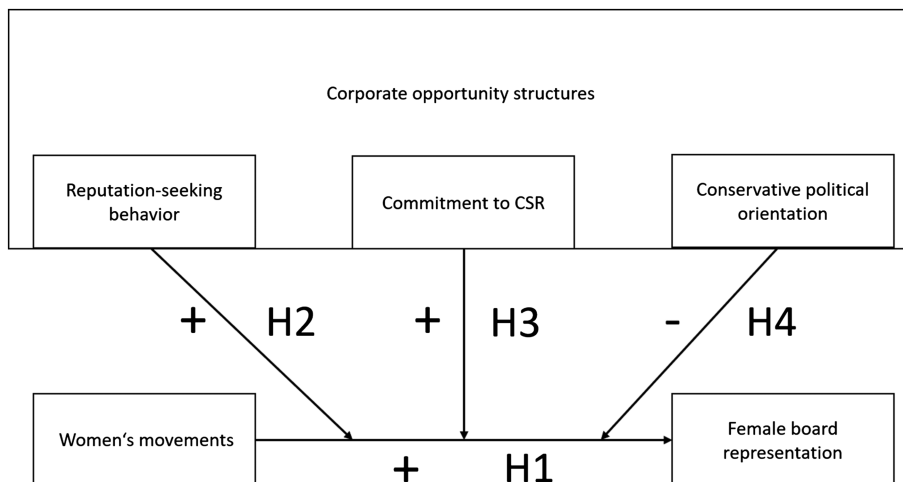 Corporate opportunity structures
Reputation-seeking
behavior
Commitment to CSR
Conservative political
orientation
+ H2
+ H3
- H4
Women‘s movements
Female board
representation
+ H1